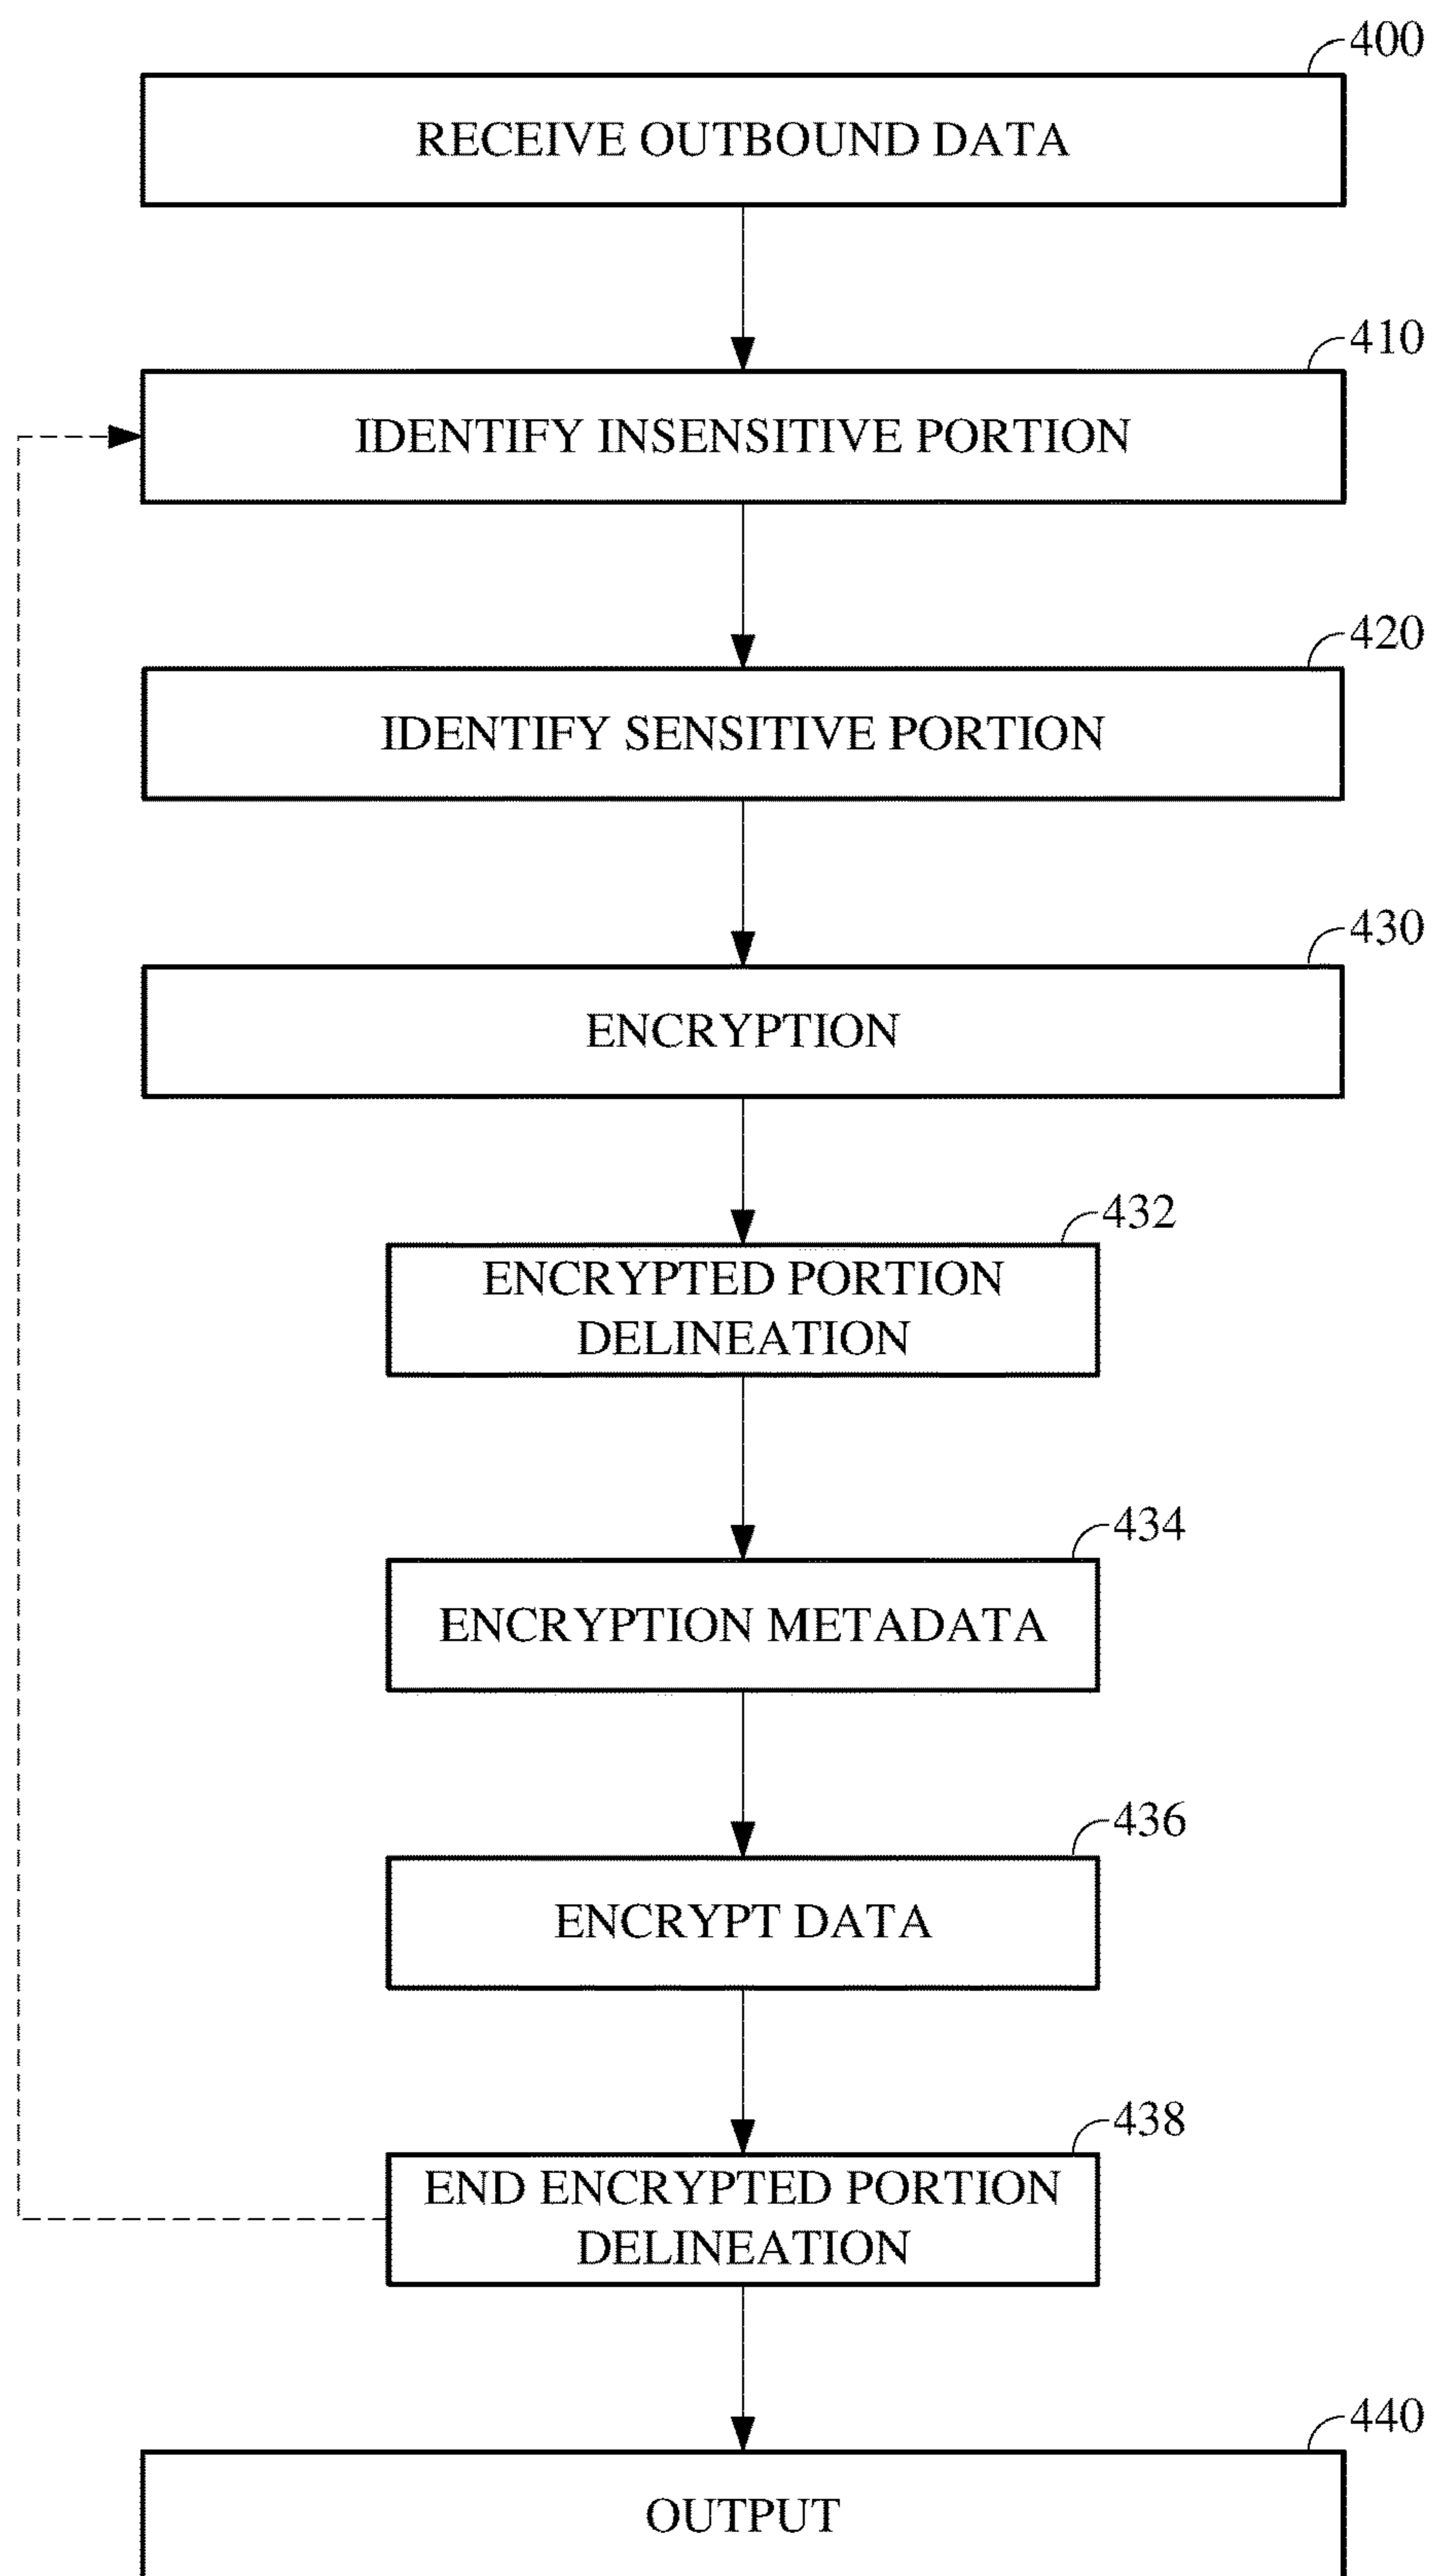 400
RECEIVE OUTBOUND DATA
410
IDENTIFY INSENSITIVE PORTION
420
IDENTIFY SENSITIVE PORTION
430
ENCRYPTION
432
ENCRYPTED PORTION
DELINEATION
434
ENCRYPTION METADATA
436
ENCRYPT DATA
438
END ENCRYPTED PORTION
DELINEATION
440
OUTPUT